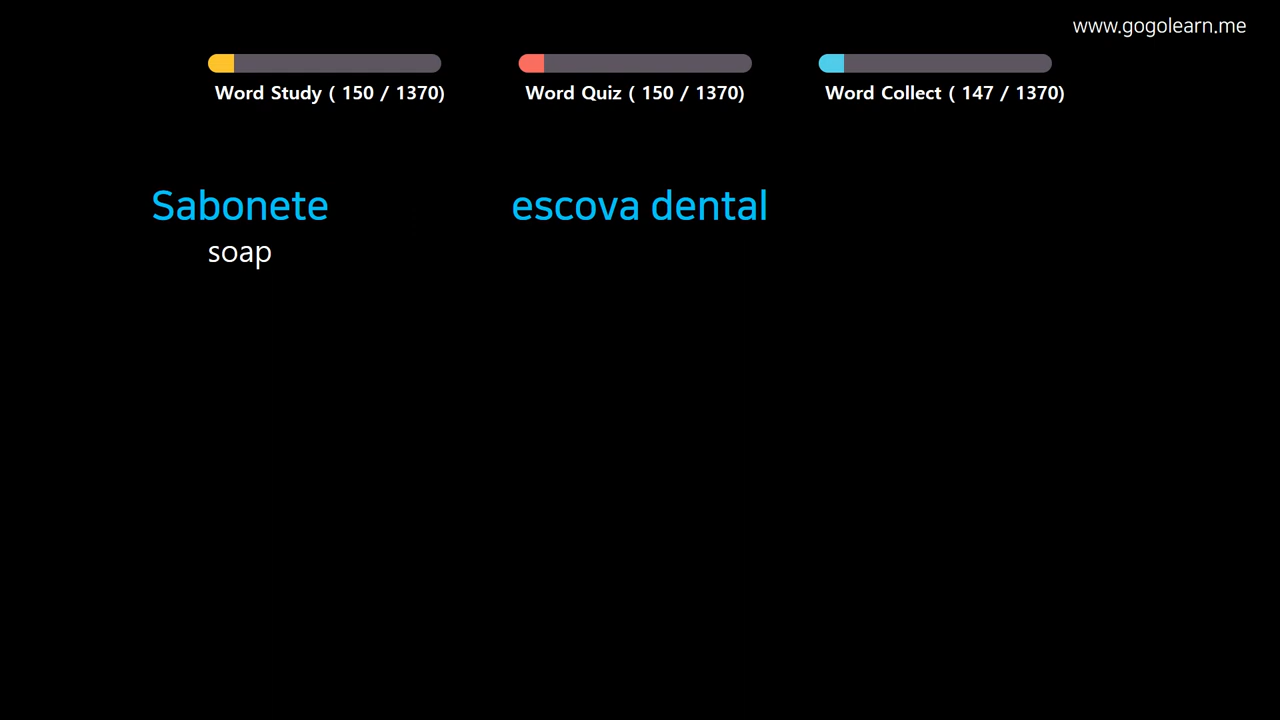 www.gogolearn.me
Word Study ( 150 / 1370)
Word Quiz ( 150 / 1370)
Word Collect ( 147 / 1370)
Sabonete
soap
escova dental